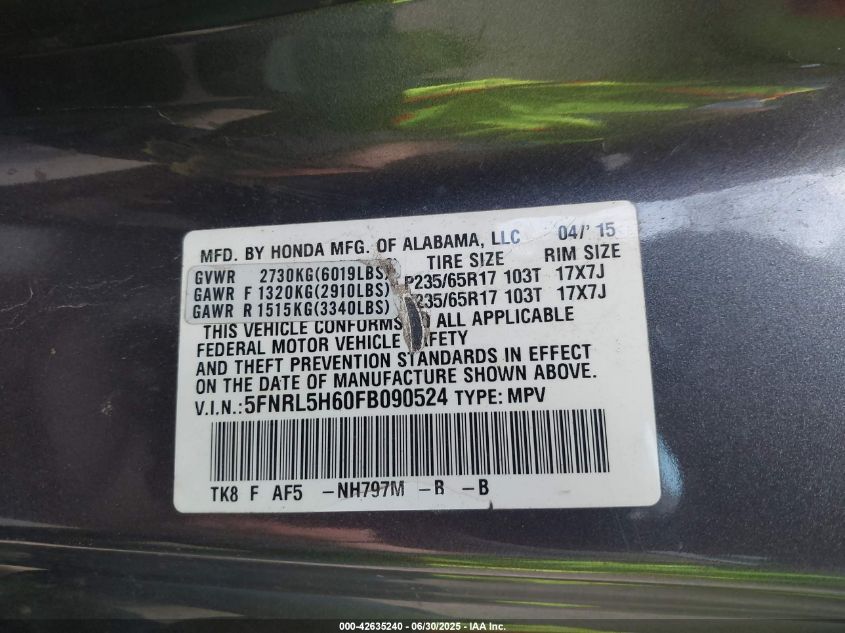 MFD. BY HONDA MFG. OF ALABAMA, LLC 04/'15
TIRE SIZE RIM SIZE
GVWR 2730KG(6019LBS)
GAWR F 1320KG(2910LBS) P235/65R17 103T 17X7J
GAWR R 1515KG(3340LBS) 235/65R17 103T 17X7J
THIS VEHICLE CONFORMS ALL APPLICABLE
FEDERAL MOTOR VEHICLE
AND THEFT PREVENTION STANDARDS IN EFFECT
ON THE DATE OF MANUFACTURE SHOWN ABOVE.
V.I.N.:5FNRL5H60FB090524 TYPE: MPV
TK8 F AF5 -NH797M -R -B
000-42635240 - 06/30/2025 - IAA Inc.